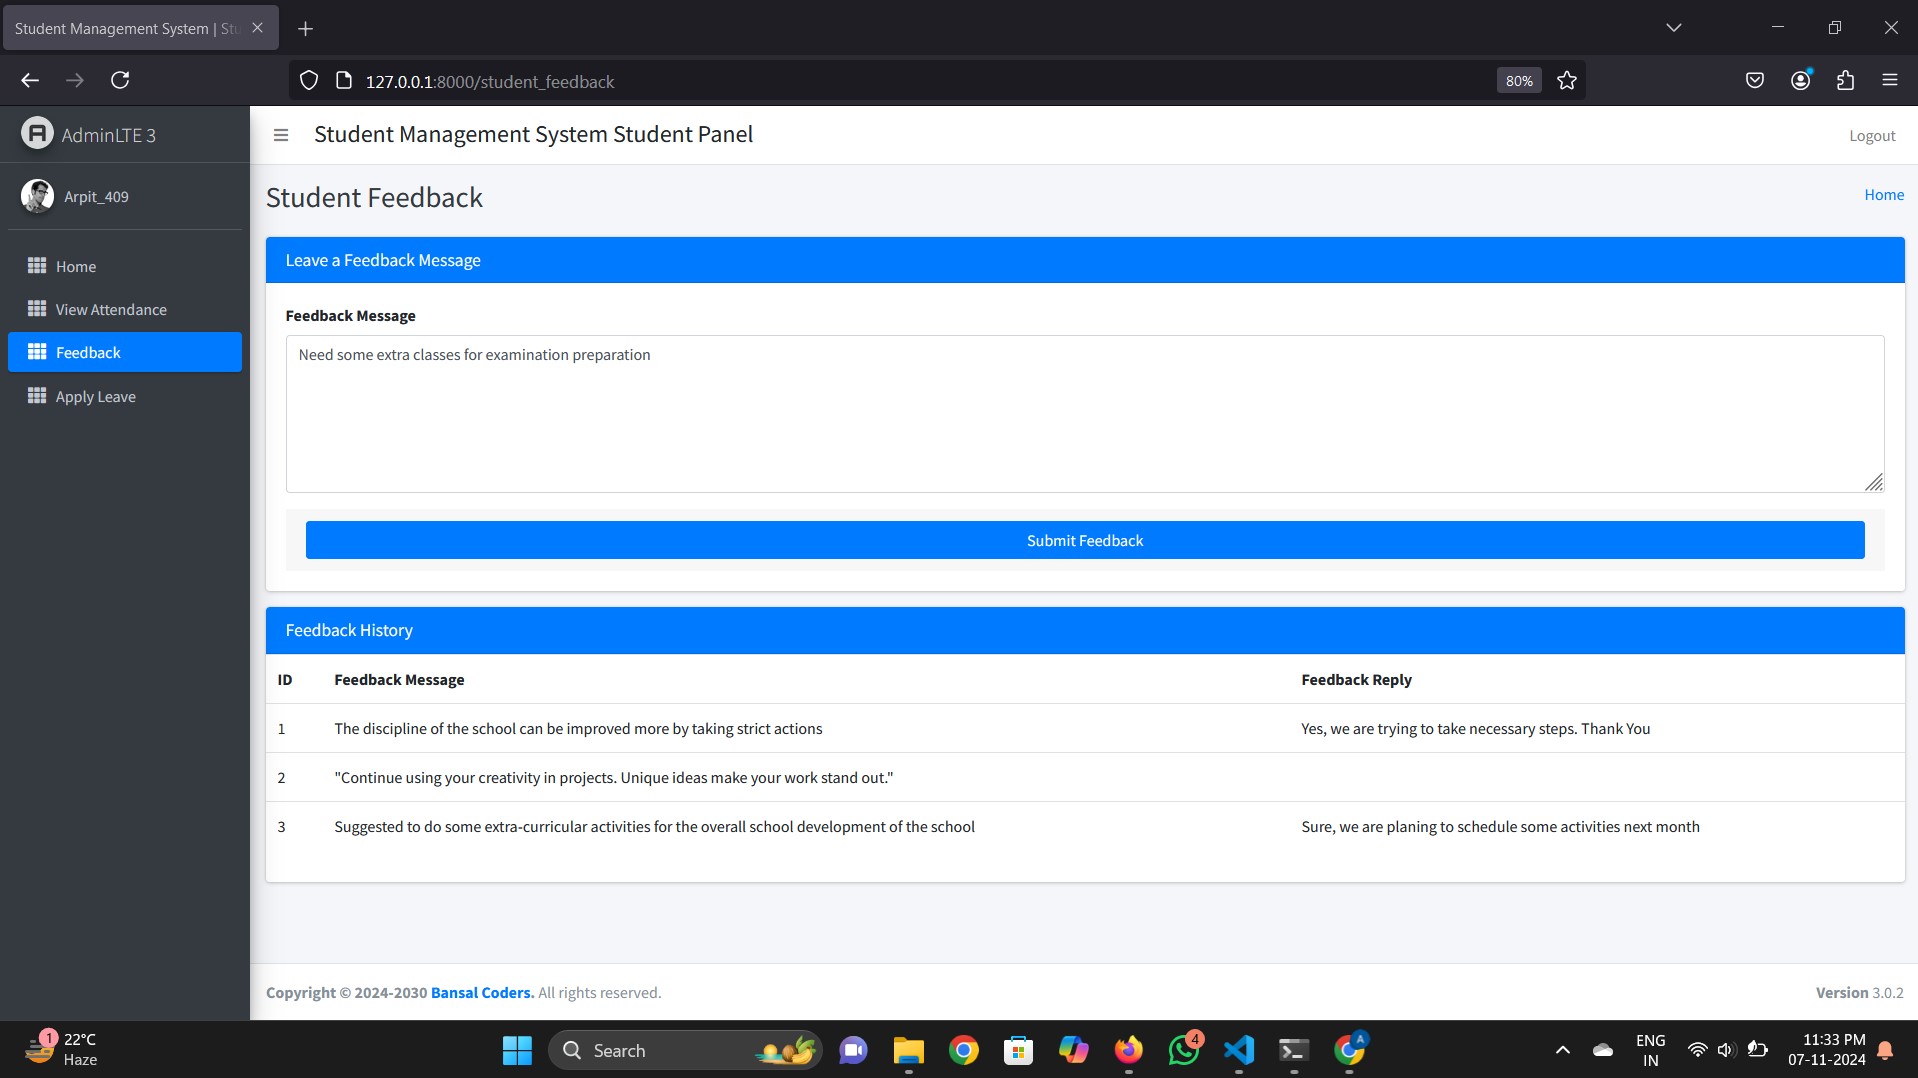 Student Management System | Stu
127.0.0.1:8000/student_feedback
80%
AdminLTE 3
Student Management System Student Panel
Logout
Arpit_409
Student Feedback
Home
Home
View Attendance
Feedback
Apply Leave
Leave a Feedback Message
Feedback Message
Need some extra classes for examination preparation
Submit Feedback
Feedback History
ID Feedback Message Feedback Reply
1 The discipline of the school can be improved more by taking strict actions Yes, we are trying to take necessary steps. Thank You
2 "Continue using your creativity in projects. Unique ideas make your work stand out."
3 Suggested to do some extra-curricular activities for the overall school development of the school Sure, we are planing to schedule some activities next month
Copyright © 2024-2030 Bansal Coders. All rights reserved.
Version 3.0.2
1
22°C
Haze
Search
4
A
ENG
IN
11:33 PM
07-11-2024